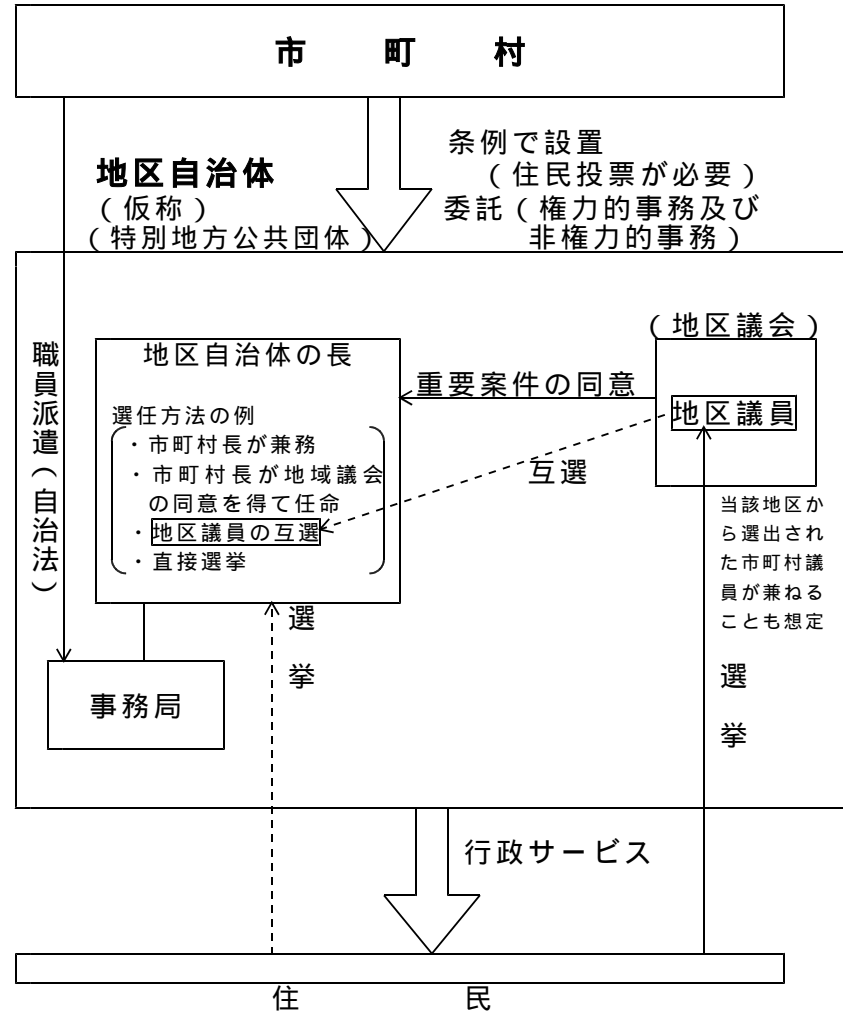 市　町　村
条例で設置
（住民投票が必要）
委託（権力的事務及び
非権力的事務）
地区自治体
（仮称）
（特別地方公共団体）
職員派遣（自治法）
地区自治体の長
選任方法の例
・市町村長が兼務
・市町村長が地域議会
の同意を得て任命
・地区議員の互選
・直接選挙
重要案件の同意
互選
（地区議会）
地区議員
当該地区か
ら選出され
た市町村議
員が兼ねる
ことも想定
選挙
選挙
事務局
行政サービス
住　民